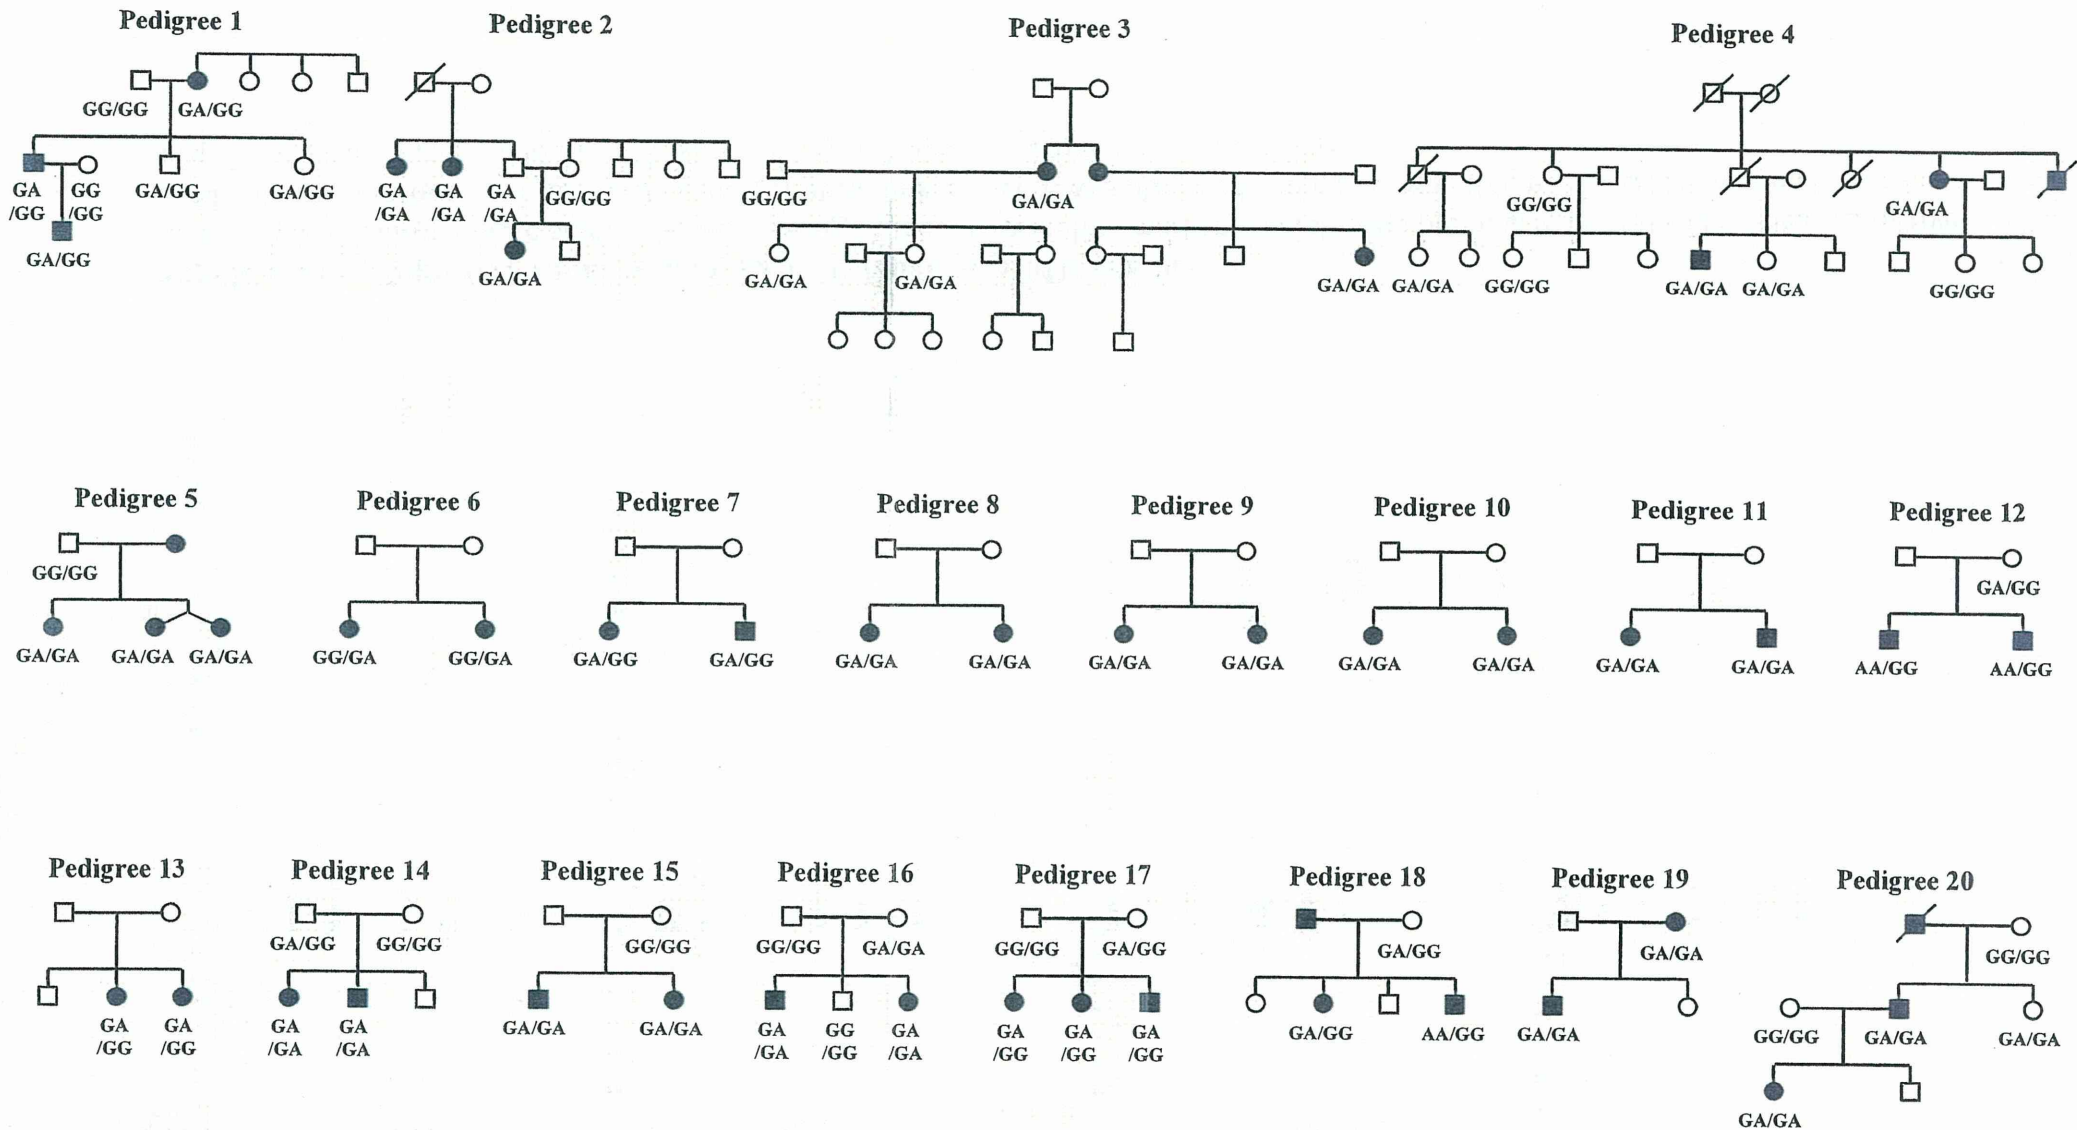 Pedigree 1
Pedigree 2
Pedigree 3
Pedigree 4
GG/GG GA/GG
GA GG GA/GG GA/GG
/GG /GG
GA/GG
GA GA GA GG/GG
/GA /GA /GA
GA/GA
GG/GG GA/GA
GA/GA GA/GA GA/GA
GG/GG GA/GA
GA/GA GG/GG GA/GA GA/GA GG/GG
Pedigree 5
Pedigree 6
Pedigree 7
Pedigree 8
Pedigree 9
Pedigree 10
Pedigree 11
Pedigree 12
GG/GG
GA/GG
GA/GA GA/GA GA/GA
GG/GA GG/GA
GA/GG GA/GG
GA/GA GA/GA
GA/GA GA/GA
GA/GA GA/GA
GA/GA GA/GA
AA/GG AA/GG
Pedigree 13
Pedigree 14
Pedigree 15
Pedigree 16
Pedigree 17
Pedigree 18
Pedigree 19
Pedigree 20
GA GA
/GG /GG
GA/GG GG/GG
GA GA
/GA /GA
GG/GG
GA/GA GA/GA
GG/GG GA/GA
GA GG GA
/GA /GG /GA
GG/GG GA/GG
GA GA GA
/GG /GG /GG
GA/GG
GA/GG AA/GG
GA/GA
GA/GA
GG/GG
GG/GG GA/GA GA/GA
GA/GA